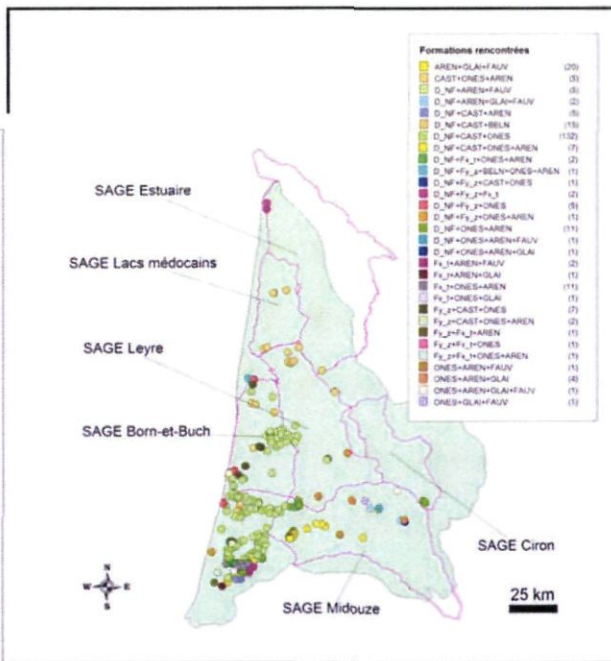 Formations rencontrées
AREN+GLAI+FAUV (20)
CAST+ONES+AREN (5)
D_NF+AREN+FAUV (5)
D_NF+AREN+GLAI+FAUV (2)
D_NF+CAST+AREN (5)
D_NF+CAST+BELN (15)
D_NF+CAST+ONES (132)
D_NF+CAST+ONES+AREN (7)
D_NF+Fx_t+ONES+AREN (2)
D_NF+Fy_z+BELN+ONES+AREN (1)
D_NF+Fy_z+CAST+ONES (1)
D_NF+Fy_z+Fx_t (2)
D_NF+Fy_z+ONES (5)
D_NF+Fy_z+ONES+AREN (1)
D_NF+ONES+AREN (11)
D_NF+ONES+AREN+FAUV (1)
D_NF+ONES+AREN+GLAI (1)
Fx_t+AREN+FAUV (2)
Fx_t+AREN+GLAI (1)
Fx_t+ONES+AREN (11)
Fx_t+ONES+GLAI (1)
Fy_z+CAST+ONES (7)
Fy_z+CAST+ONES+AREN (2)
Fy_z+Fx_t+AREN (1)
Fy_z+Fx_t+ONES (1)
Fy_z+Fx_t+ONES+AREN (1)
ONES+AREN+FAUV (1)
ONES+AREN+GLAI (4)
ONES+AREN+GLAI+FAUV (1)
ONES+GLAI+FAUV (1)
SAGE Estuaire
SAGE Lacs médocains
SAGE Leyre
SAGE Born-et-Buch
SAGE Ciron
SAGE Midouze
N
W E
S
25 km